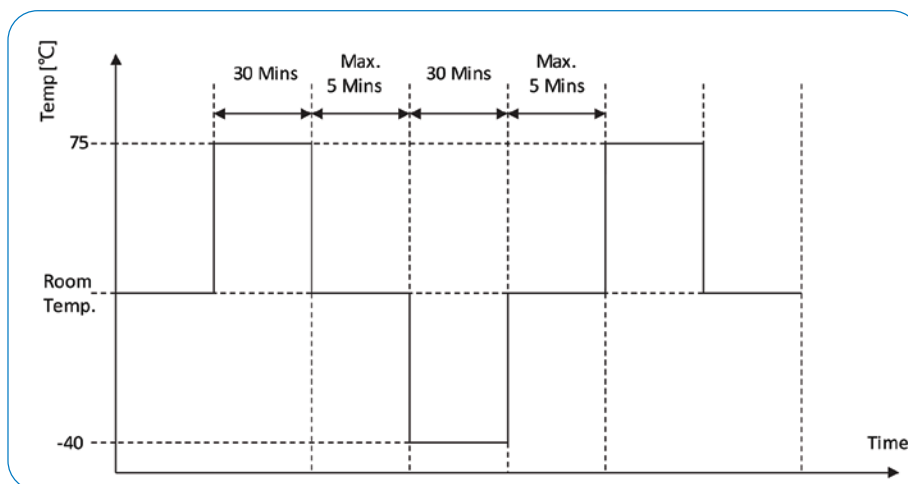 Temp [℃]
30 Mins
Max.
5 Mins
30 Mins
Max.
5 Mins
75
Room
Temp.
-40
Time